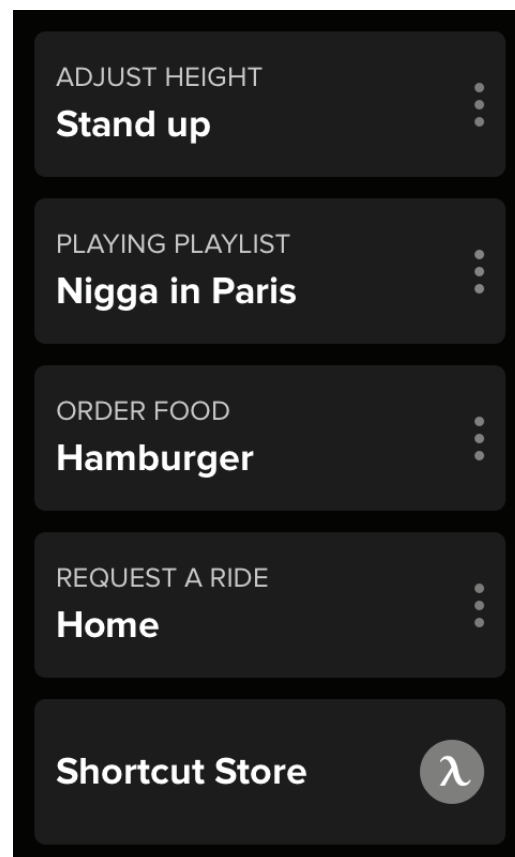 ADJUST HEIGHT
Stand up
PLAYING PLAYLIST
Nigga in Paris
ORDER FOOD
Hamburger
REQUEST A RIDE
Home
Shortcut Store
λ